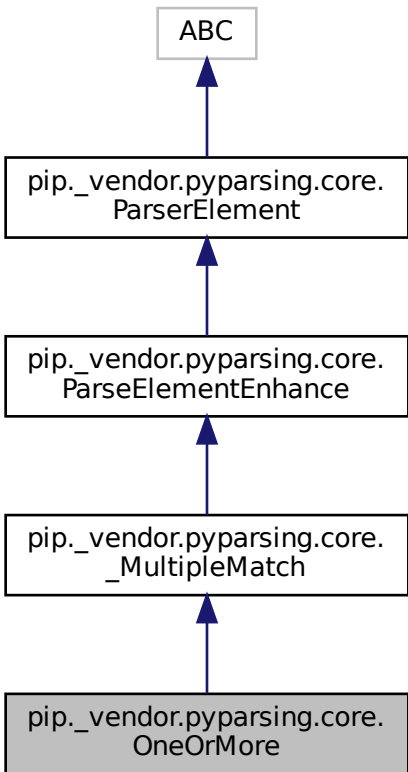 ABC
pip._vendor.pyparsing.core.
ParserElement
pip._vendor.pyparsing.core.
ParseElementEnhance
pip._vendor.pyparsing.core.
_MultipleMatch
pip._vendor.pyparsing.core.
OneOrMore